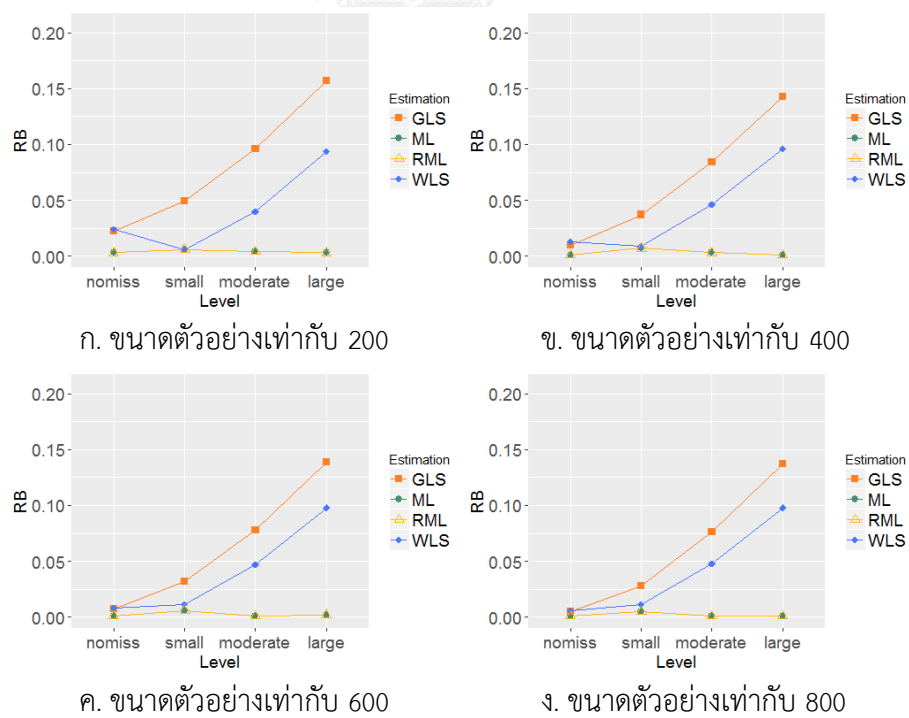 0.20
0.15
0.10
0.05
0.00
RB
nomiss small moderate large
Level
Estimation
GLS
ML
RML
WLS
ก. ขนาดตัวอย่างเท่ากับ 200
0.20
0.15
0.10
0.05
0.00
RB
nomiss small moderate large
Level
Estimation
GLS
ML
RML
WLS
ข. ขนาดตัวอย่างเท่ากับ 400
0.20
0.15
0.10
0.05
0.00
RB
nomiss small moderate large
Level
Estimation
GLS
ML
RML
WLS
ค. ขนาดตัวอย่างเท่ากับ 600
0.20
0.15
0.10
0.05
0.00
RB
nomiss small moderate large
Level
Estimation
GLS
ML
RML
WLS
ง. ขนาดตัวอย่างเท่ากับ 800